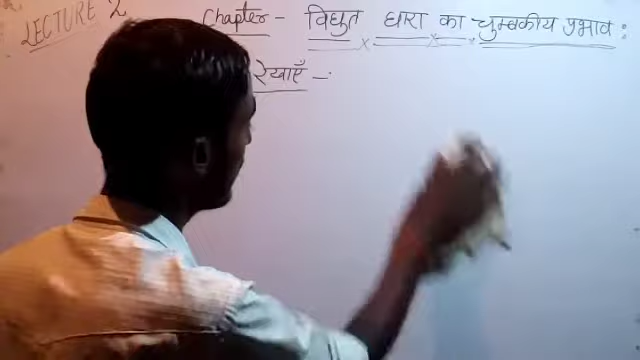 LECTURE 2 Chapter - विद्युत धारा का चुम्बकीय प्रभाव :
रेखाएँ -